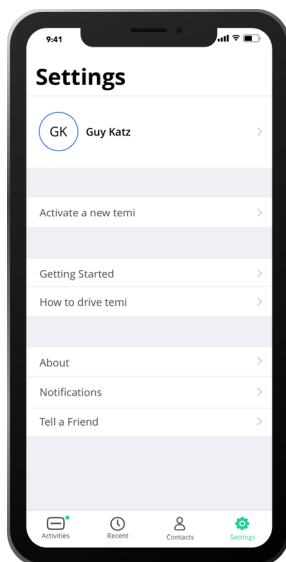 9:41
Settings
GK Guy Katz
Activate a new temi
Getting Started
How to drive temi
About
Notifications
Tell a Friend
Activities Recent Contacts Settings